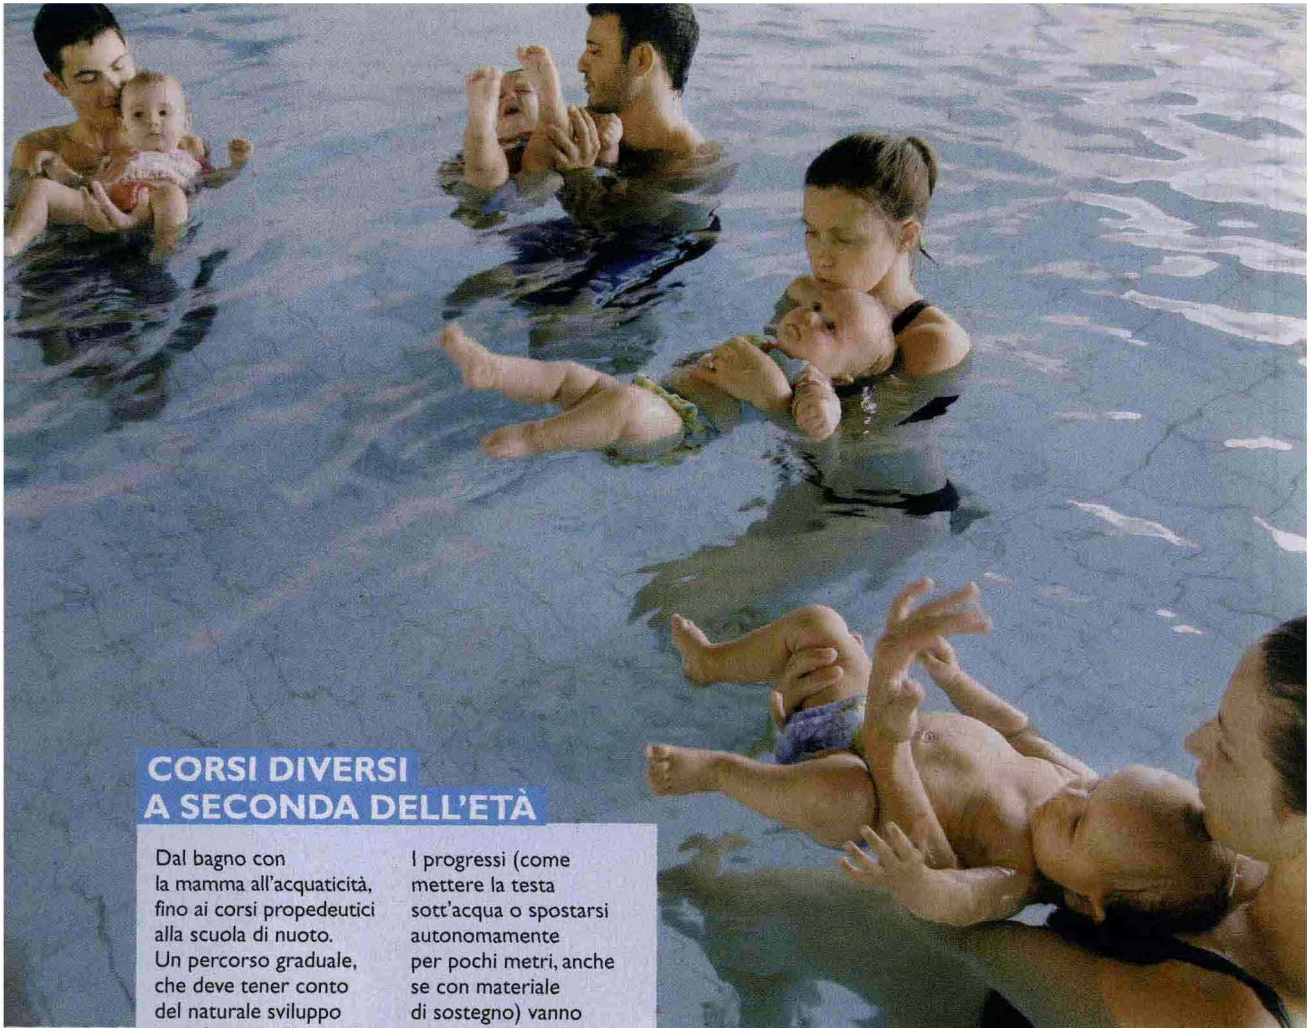 CORSI DIVERSI
A SECONDA DELL'ETÀ
Dal bagno con
la mamma all'acquaticità,
fino ai corsi propedeutici
alla scuola di nuoto.
Un percorso graduale,
che deve tener conto
del naturale sviluppo
I progressi (come
mettere la testa
sott'acqua o spostarsi
autonomamente
per pochi metri, anche
se con materiale
di sostegno) vanno